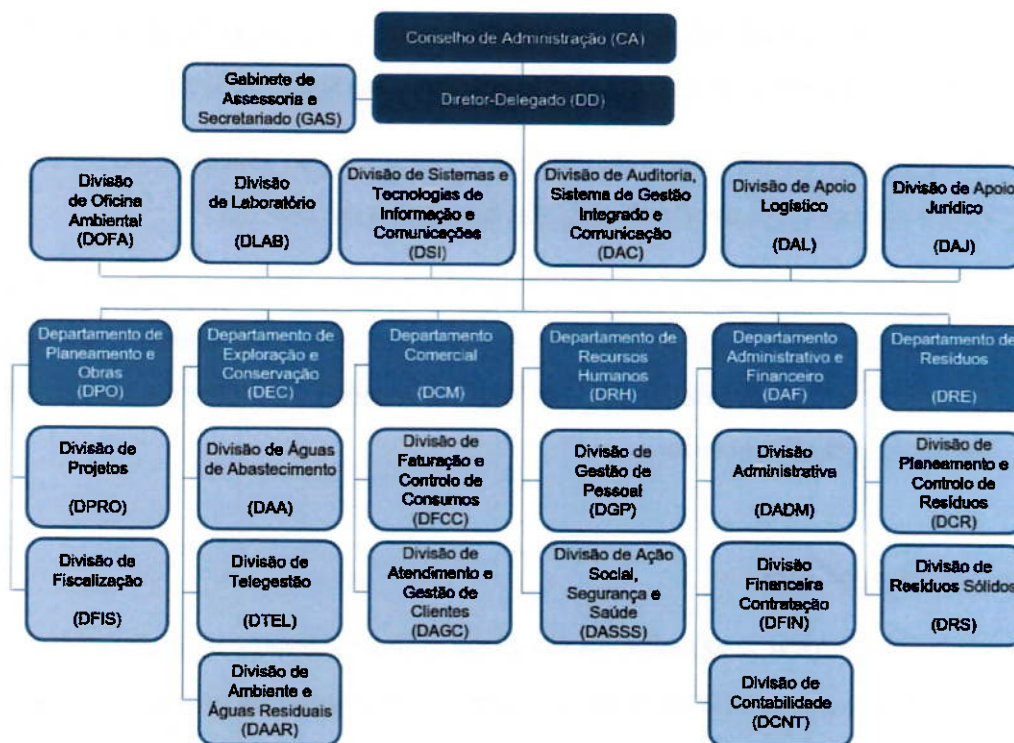 Conselho de Administração (CA)
Gabinete de
Assessoria e
Secretariado (GAS)
Diretor-Delegado (DD)
Divisão
de Oficina
Ambiental
(DOFA)
Divisão
de Laboratório
(DLAB)
Divisão de Sistemas e
Tecnologias de
Informação e
Comunicações
(DSI)
Divisão de Auditoria,
Sistema de Gestão
Integrado e
Comunicação
(DAC)
Divisão de Apoio
Logístico
(DAL)
Divisão de Apoio
Jurídico
(DAJ)
Departamento de
Planeamento e
Obras
(DPO)
Departamento de
Exploração e
Conservação
(DEC)
Departamento
Comercial
(DCM)
Departamento de
Recursos
Humanos
(DRH)
Departamento
Administrativo e
Financeiro
(DAF)
Departamento de
Resíduos
(DRE)
Divisão de
Projetos
(DPRO)
Divisão de Águas
de Abastecimento
(DAA)
Divisão de
Faturação e
Controlo de
Consumos
(DFCC)
Divisão de
Gestão de
Pessoal
(DGP)
Divisão
Administrativa
(DADM)
Divisão de
Planeamento e
Controlo de
Resíduos
(DCR)
Divisão de
Fiscalização
(DFIS)
Divisão de
Telegestão
(DTEL)
Divisão de
Atendimento e
Gestão de
Clientes
(DAGC)
Divisão de Ação
Social,
Segurança e
Saúde
(DASSS)
Divisão
Financeira
Contratação
(DFIN)
Divisão de
Resíduos Sólidos
(DRS)
Divisão de
Ambiente e
Águas Residuais
(DAAR)
Divisão de
Contabilidade
(DCNT)